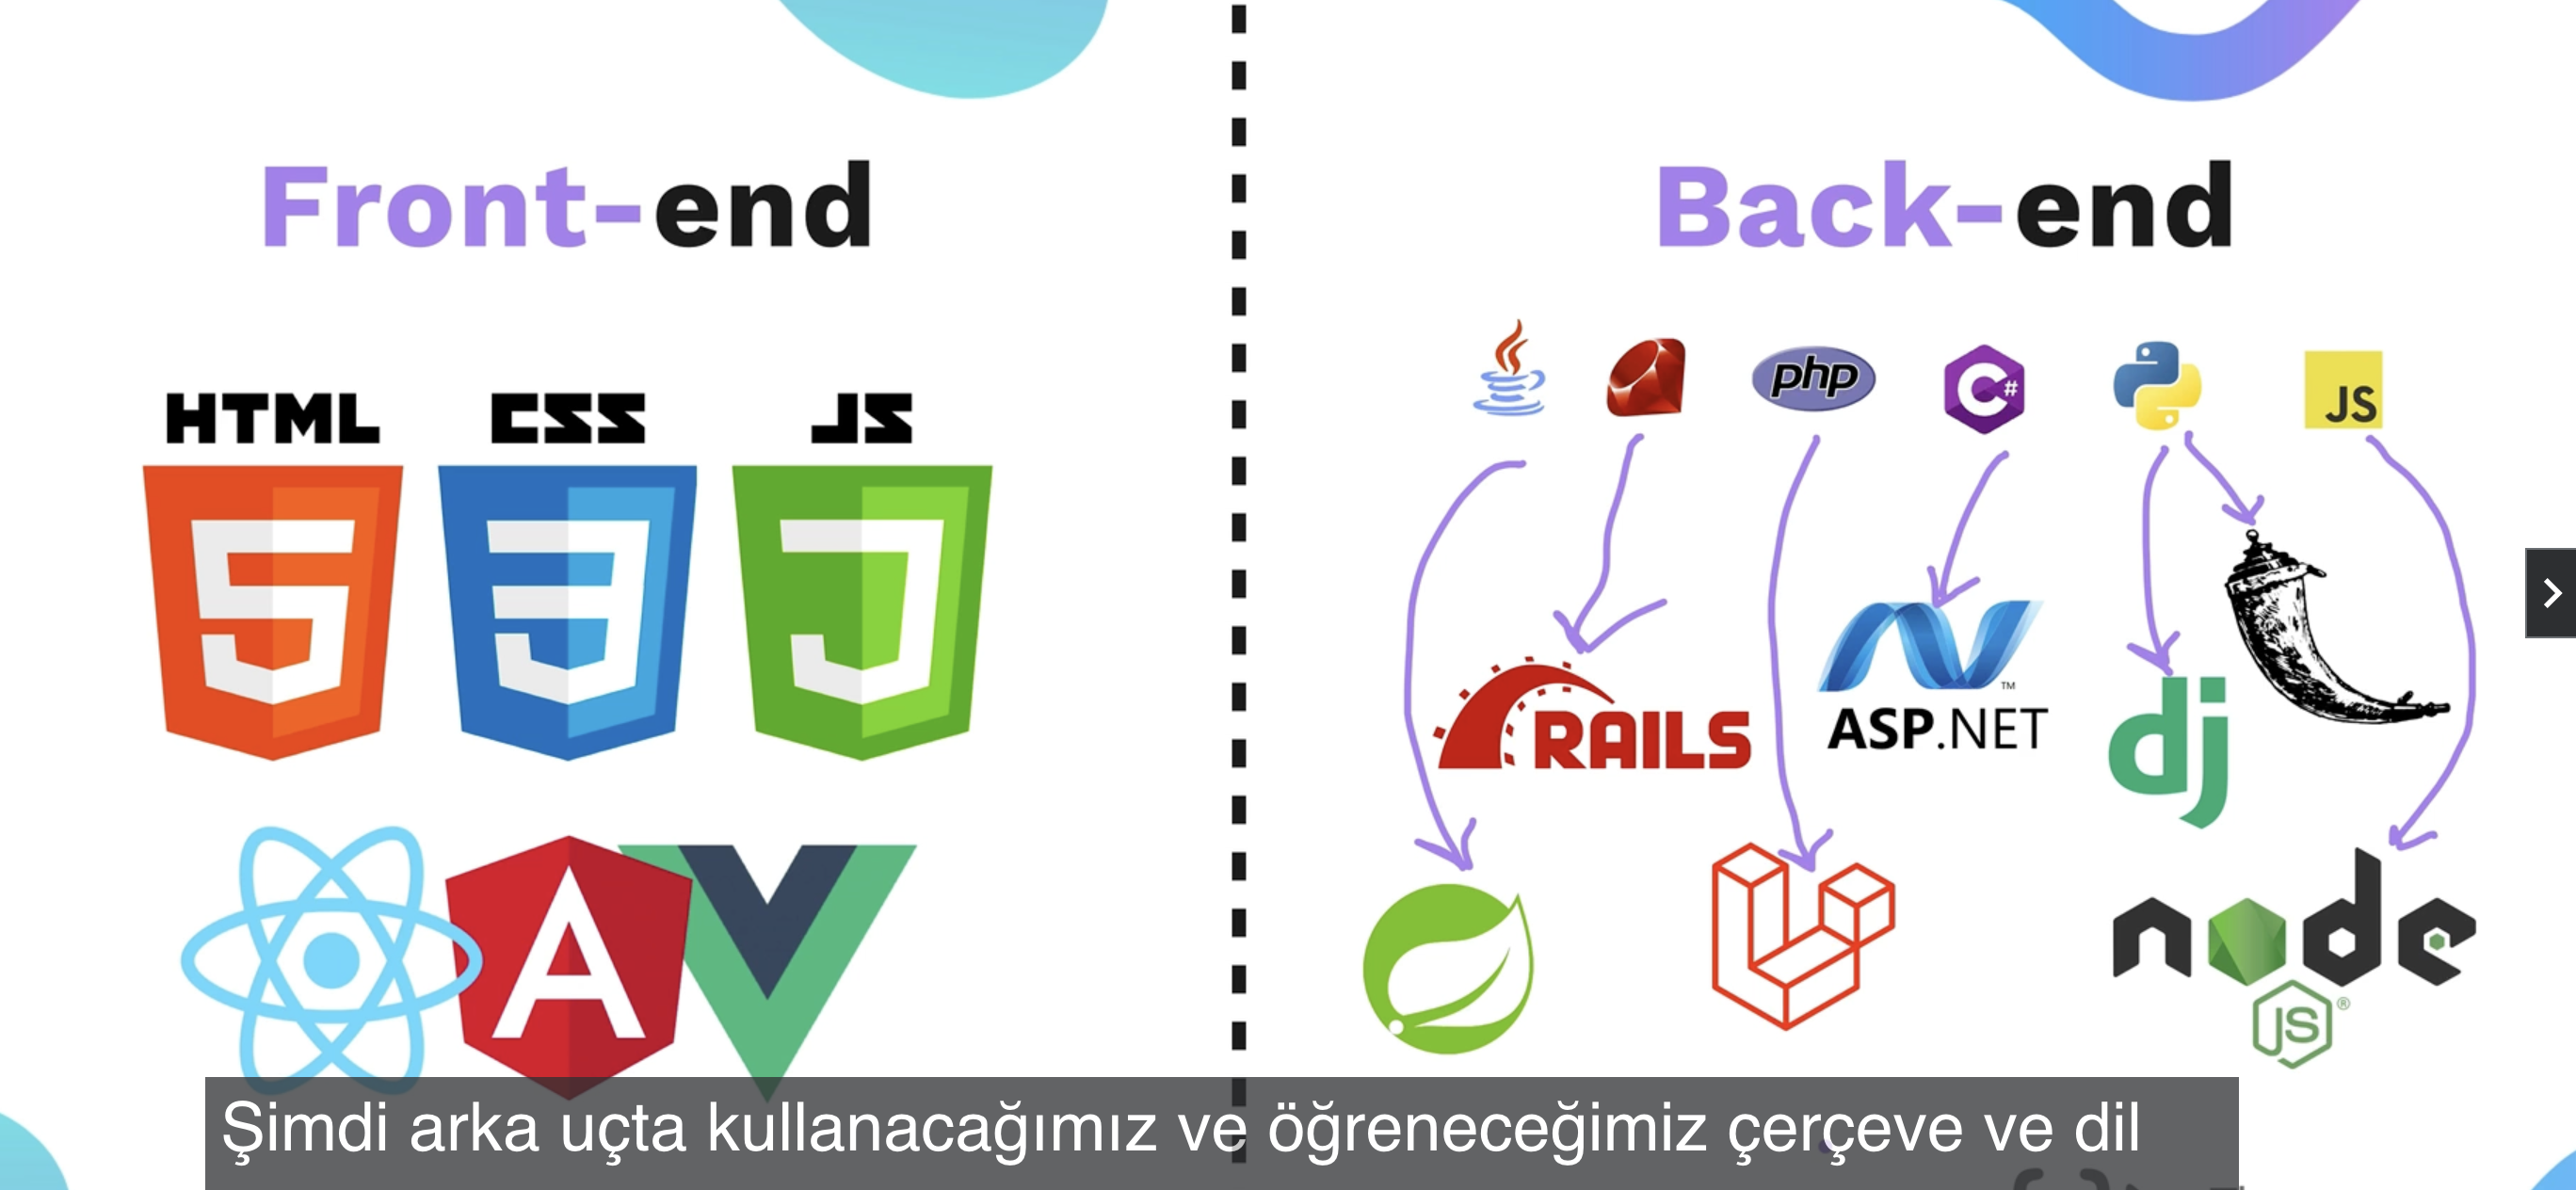 Front-end
Back-end
HTML
CSS
JS
php
C#
JS
RAILS
ASP.NET
TM
dj
node
JS®
Şimdi arka uçta kullanacağımız ve öğreneceğimiz çerçeve ve dil